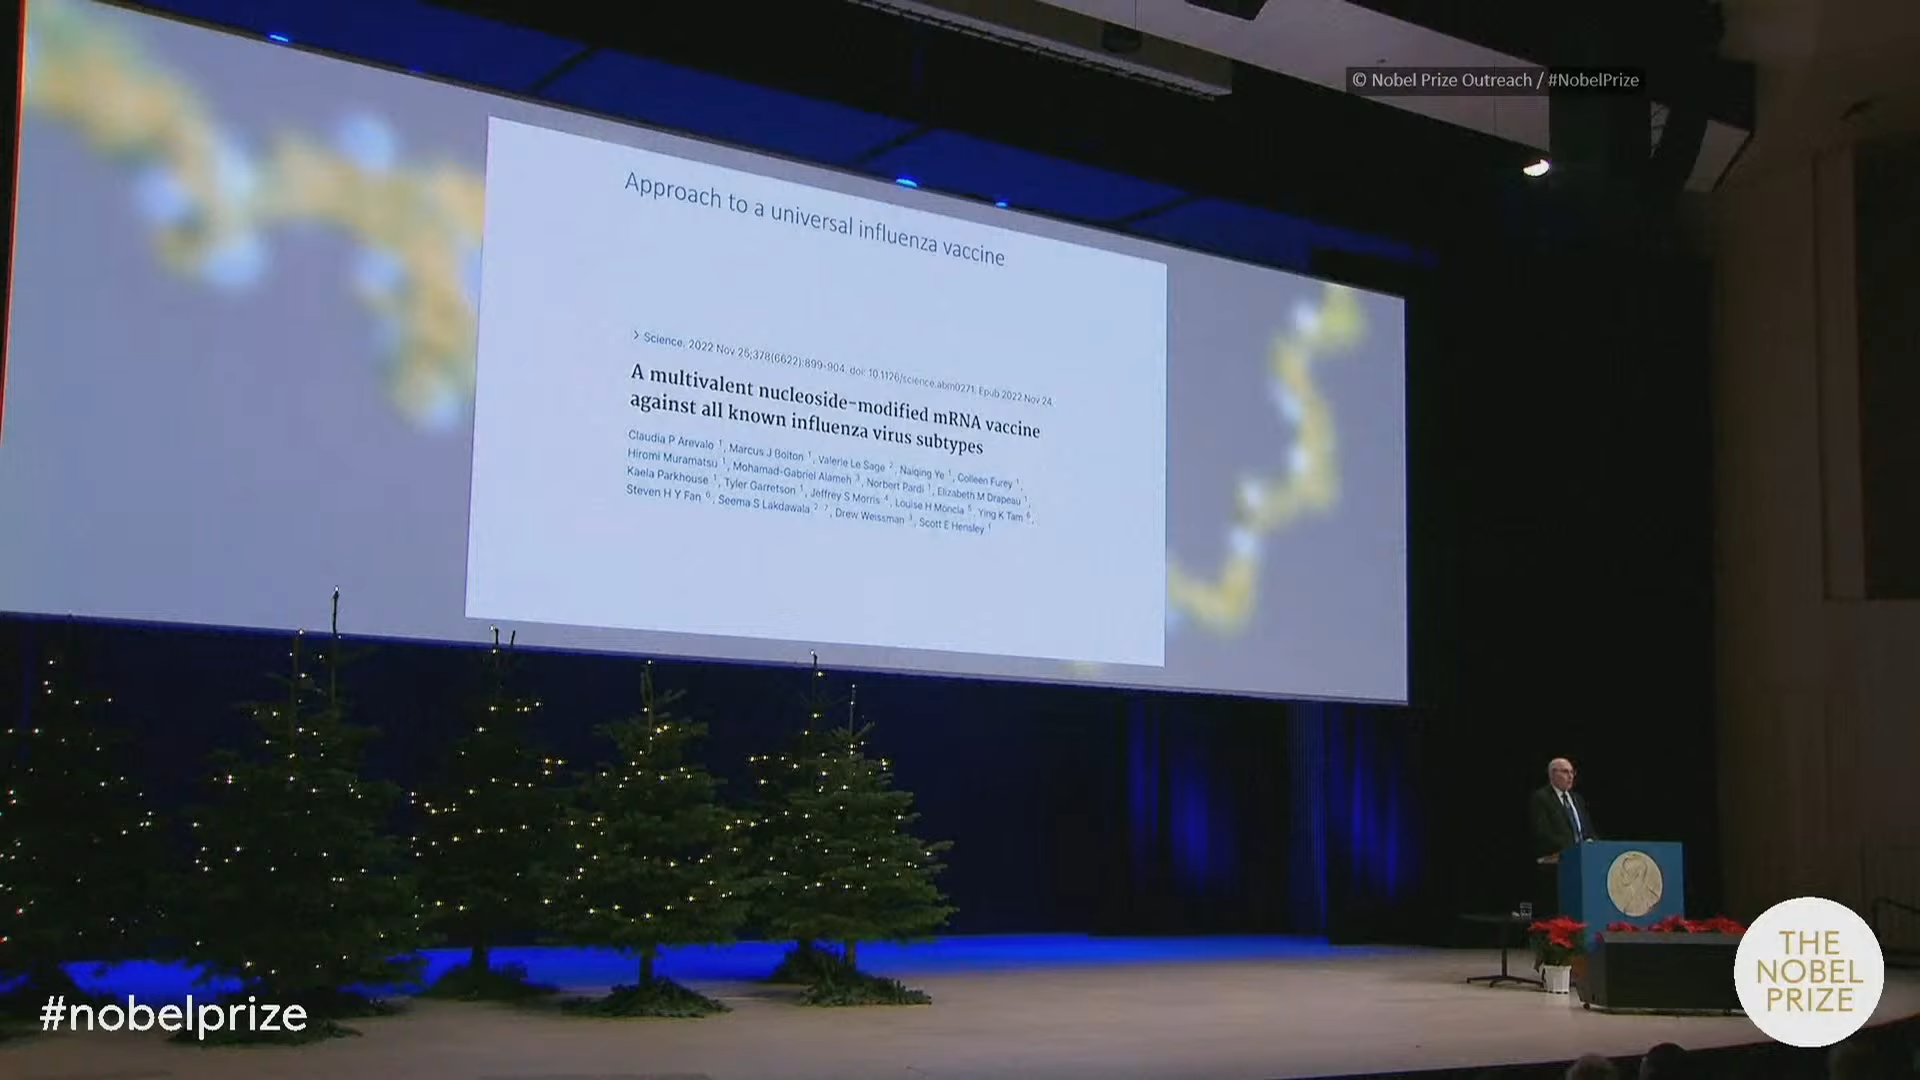 © Nobel Prize Outreach / #NobelPrize
Approach to a universal influenza vaccine
> Science. 2022 Nov 25;378(6622):899-904. doi: 10.1126/science.abm0271. Epub 2022 Nov 24.
A multivalent nucleoside-modified mRNA vaccine
against all known influenza virus subtypes
Claudia P Arevalo 1, Marcus J Bolton 1, Valerie Le Sage 2, Naiqing Ye 1, Colleen Furey 1,
Hiromi Muramatsu 1, Mohamad-Gabriel Alameh 3, Norbert Pardi 1, Elizabeth M Drapeau 1,
Kaela Parkhouse 1, Tyler Garretson 1, Jeffrey S Morris 4, Louise H Moncla 5, Ying K Tam 6,
Steven H Y Fan 6, Seema S Lakdawala 2 7, Drew Weissman 3, Scott E Hensley 1
#nobelprize
THE
NOBEL
PRIZE